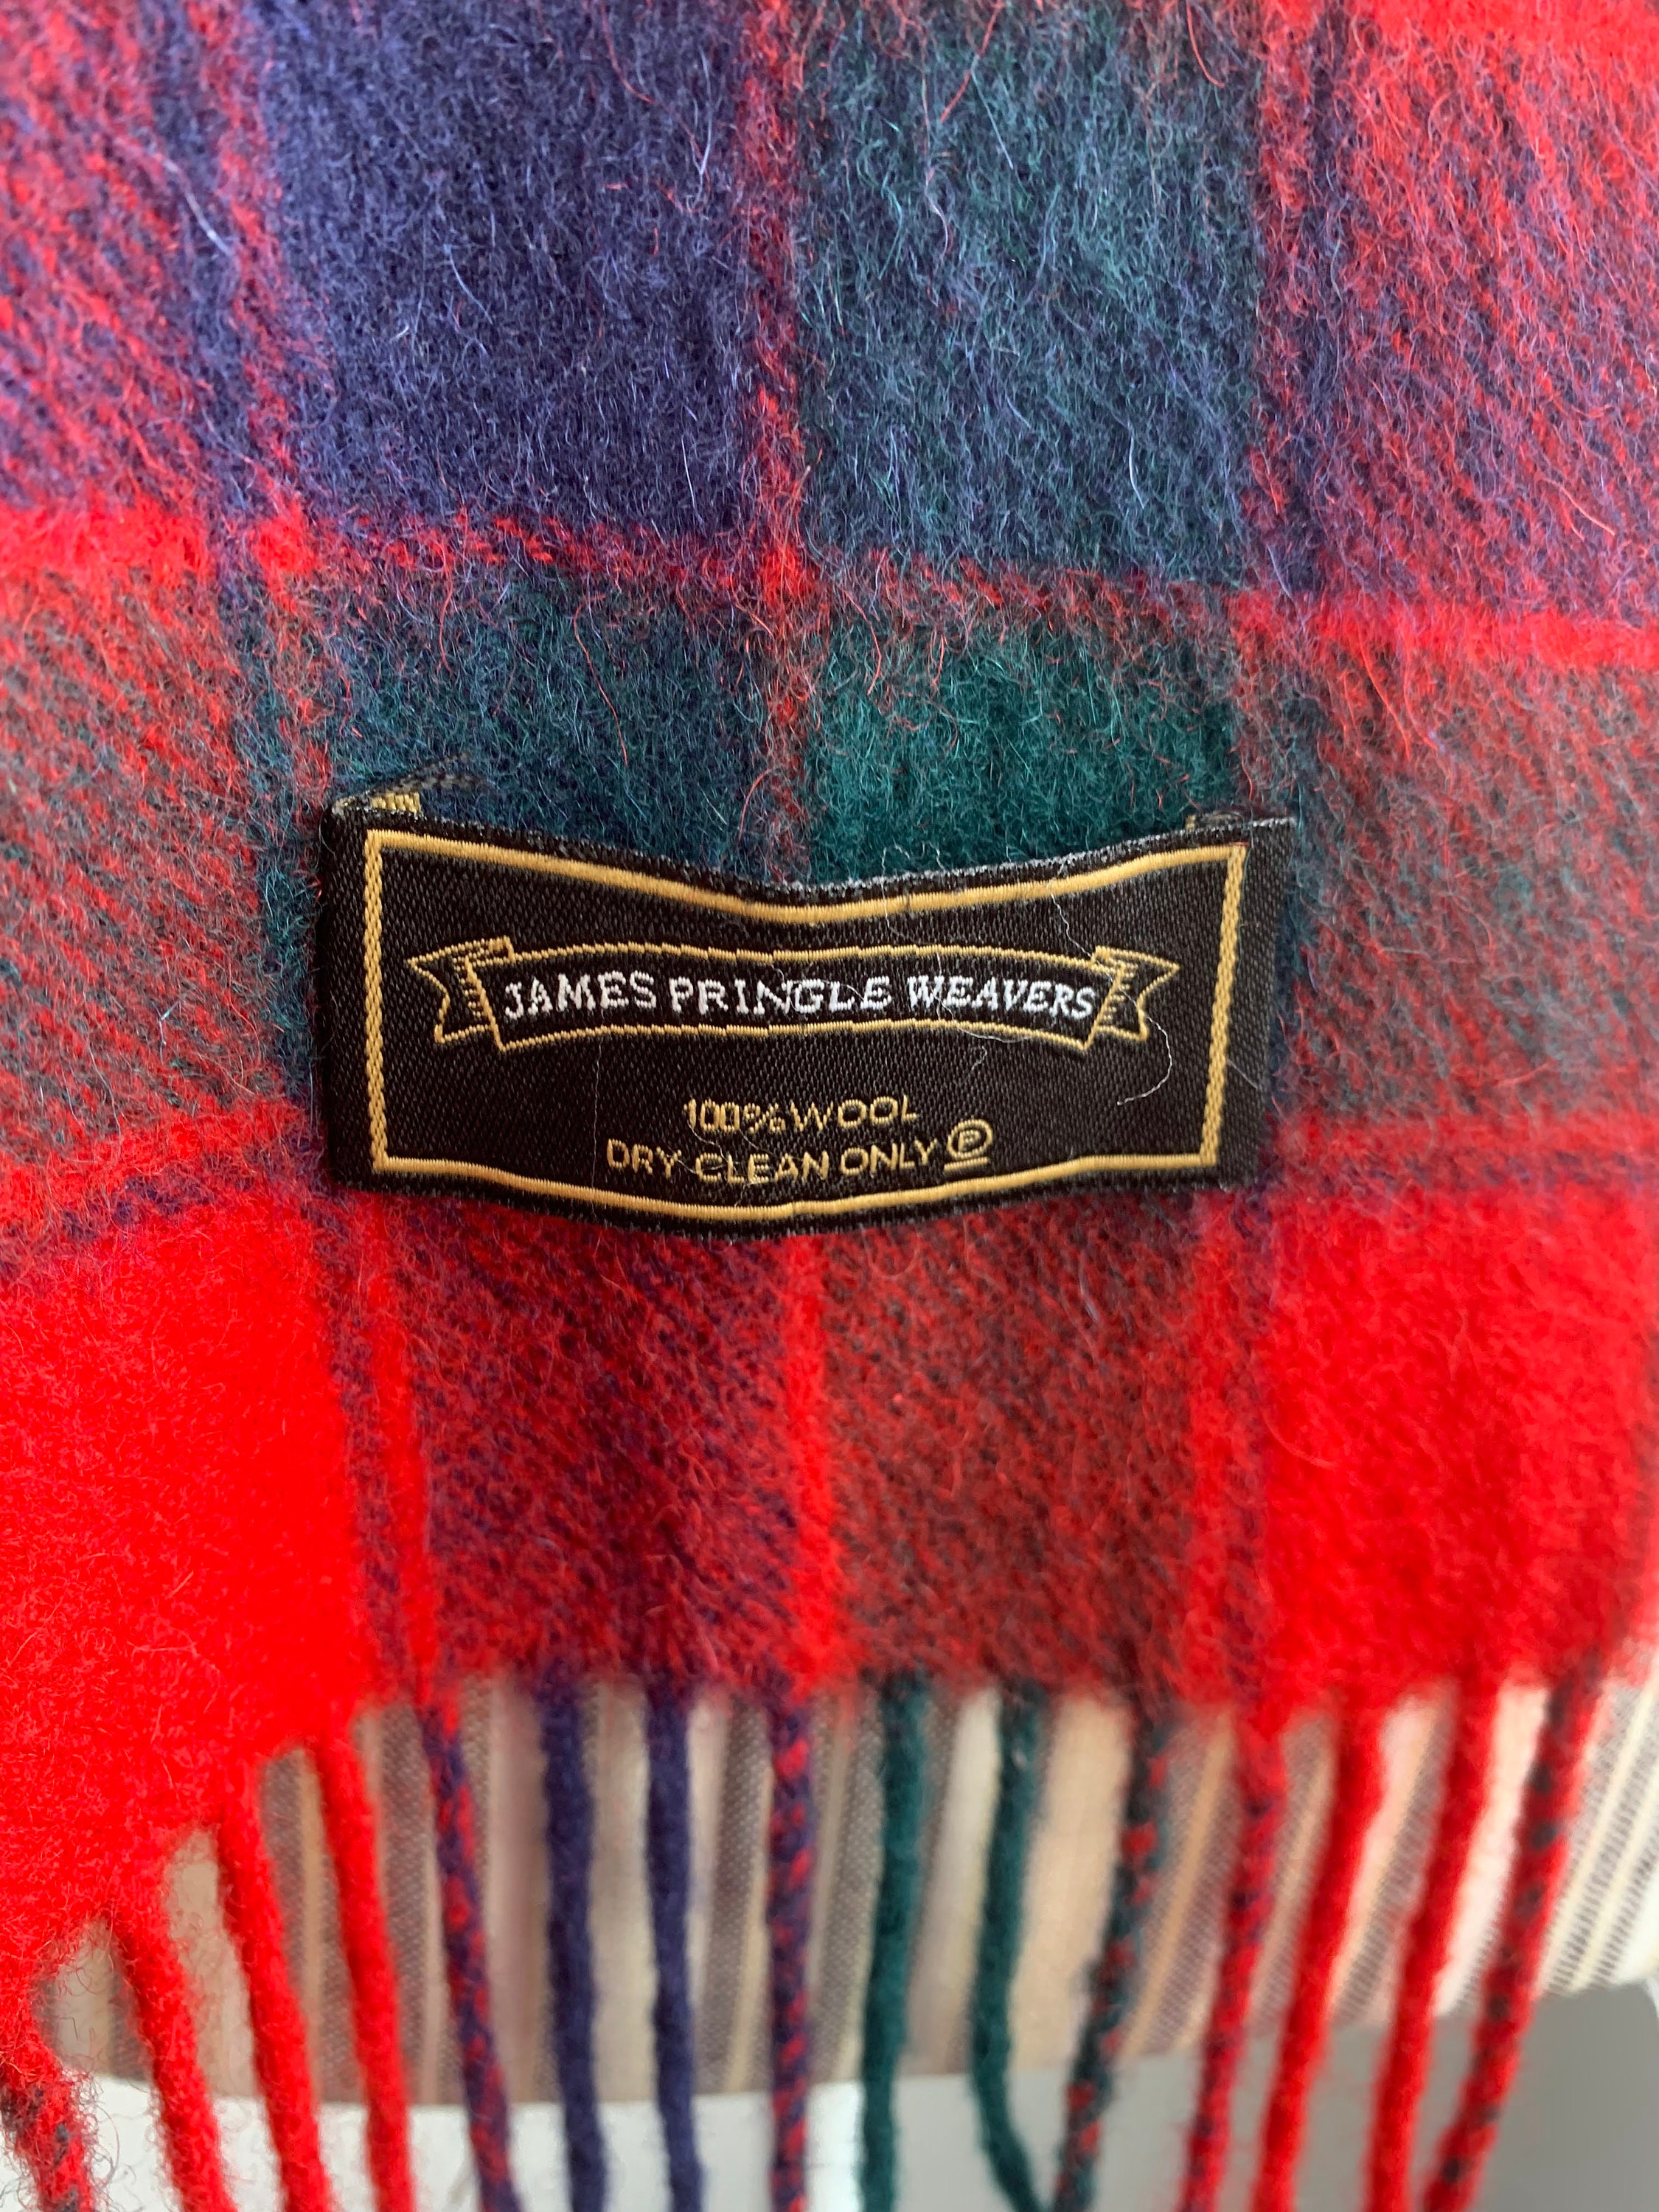 JAMES PRINGLE WEAVERS
100% WOOL
DRY CLEAN ONLY Ⓟ